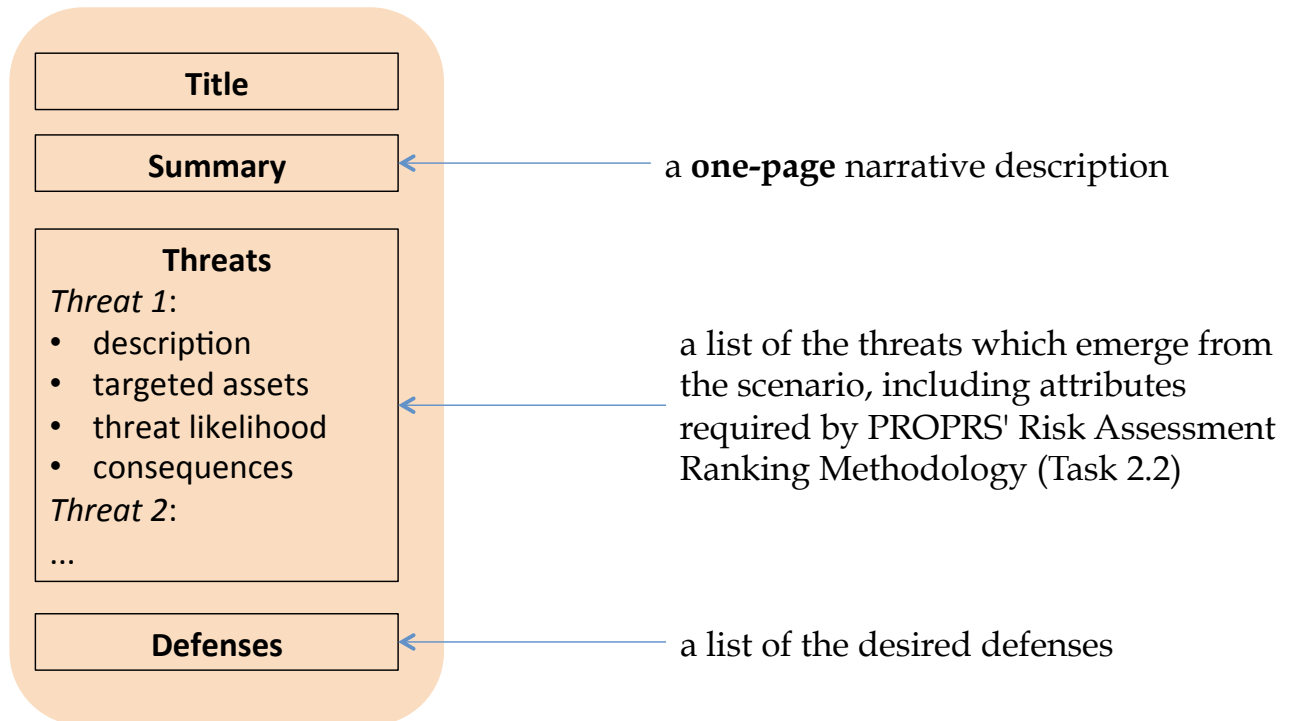 Title
Summary
a one-page narrative description
Threats
Threat 1:
• description
• targeted assets
• threat likelihood
• consequences
Threat 2:
...
a list of the threats which emerge from
the scenario, including attributes
required by PROPRS' Risk Assessment
Ranking Methodology (Task 2.2)
Defenses
a list of the desired defenses